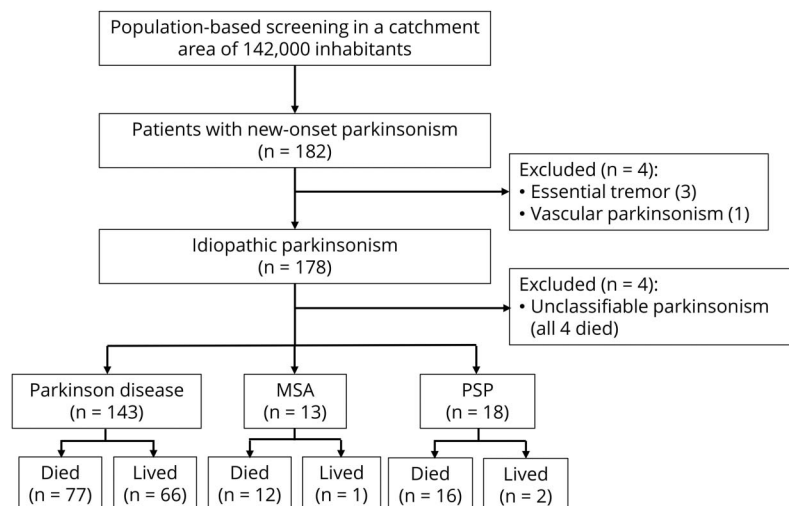 Population-based screening in a catchment
area of 142,000 inhabitants
Patients with new-onset parkinsonism
(n = 182)
Excluded (n = 4):
• Essential tremor (3)
• Vascular parkinsonism (1)
Idiopathic parkinsonism
(n = 178)
Excluded (n = 4):
• Unclassifiable parkinsonism
(all 4 died)
Parkinson disease
(n = 143)
MSA
(n = 13)
PSP
(n = 18)
Died
(n = 77)
Lived
(n = 66)
Died
(n = 12)
Lived
(n = 1)
Died
(n = 16)
Lived
(n = 2)